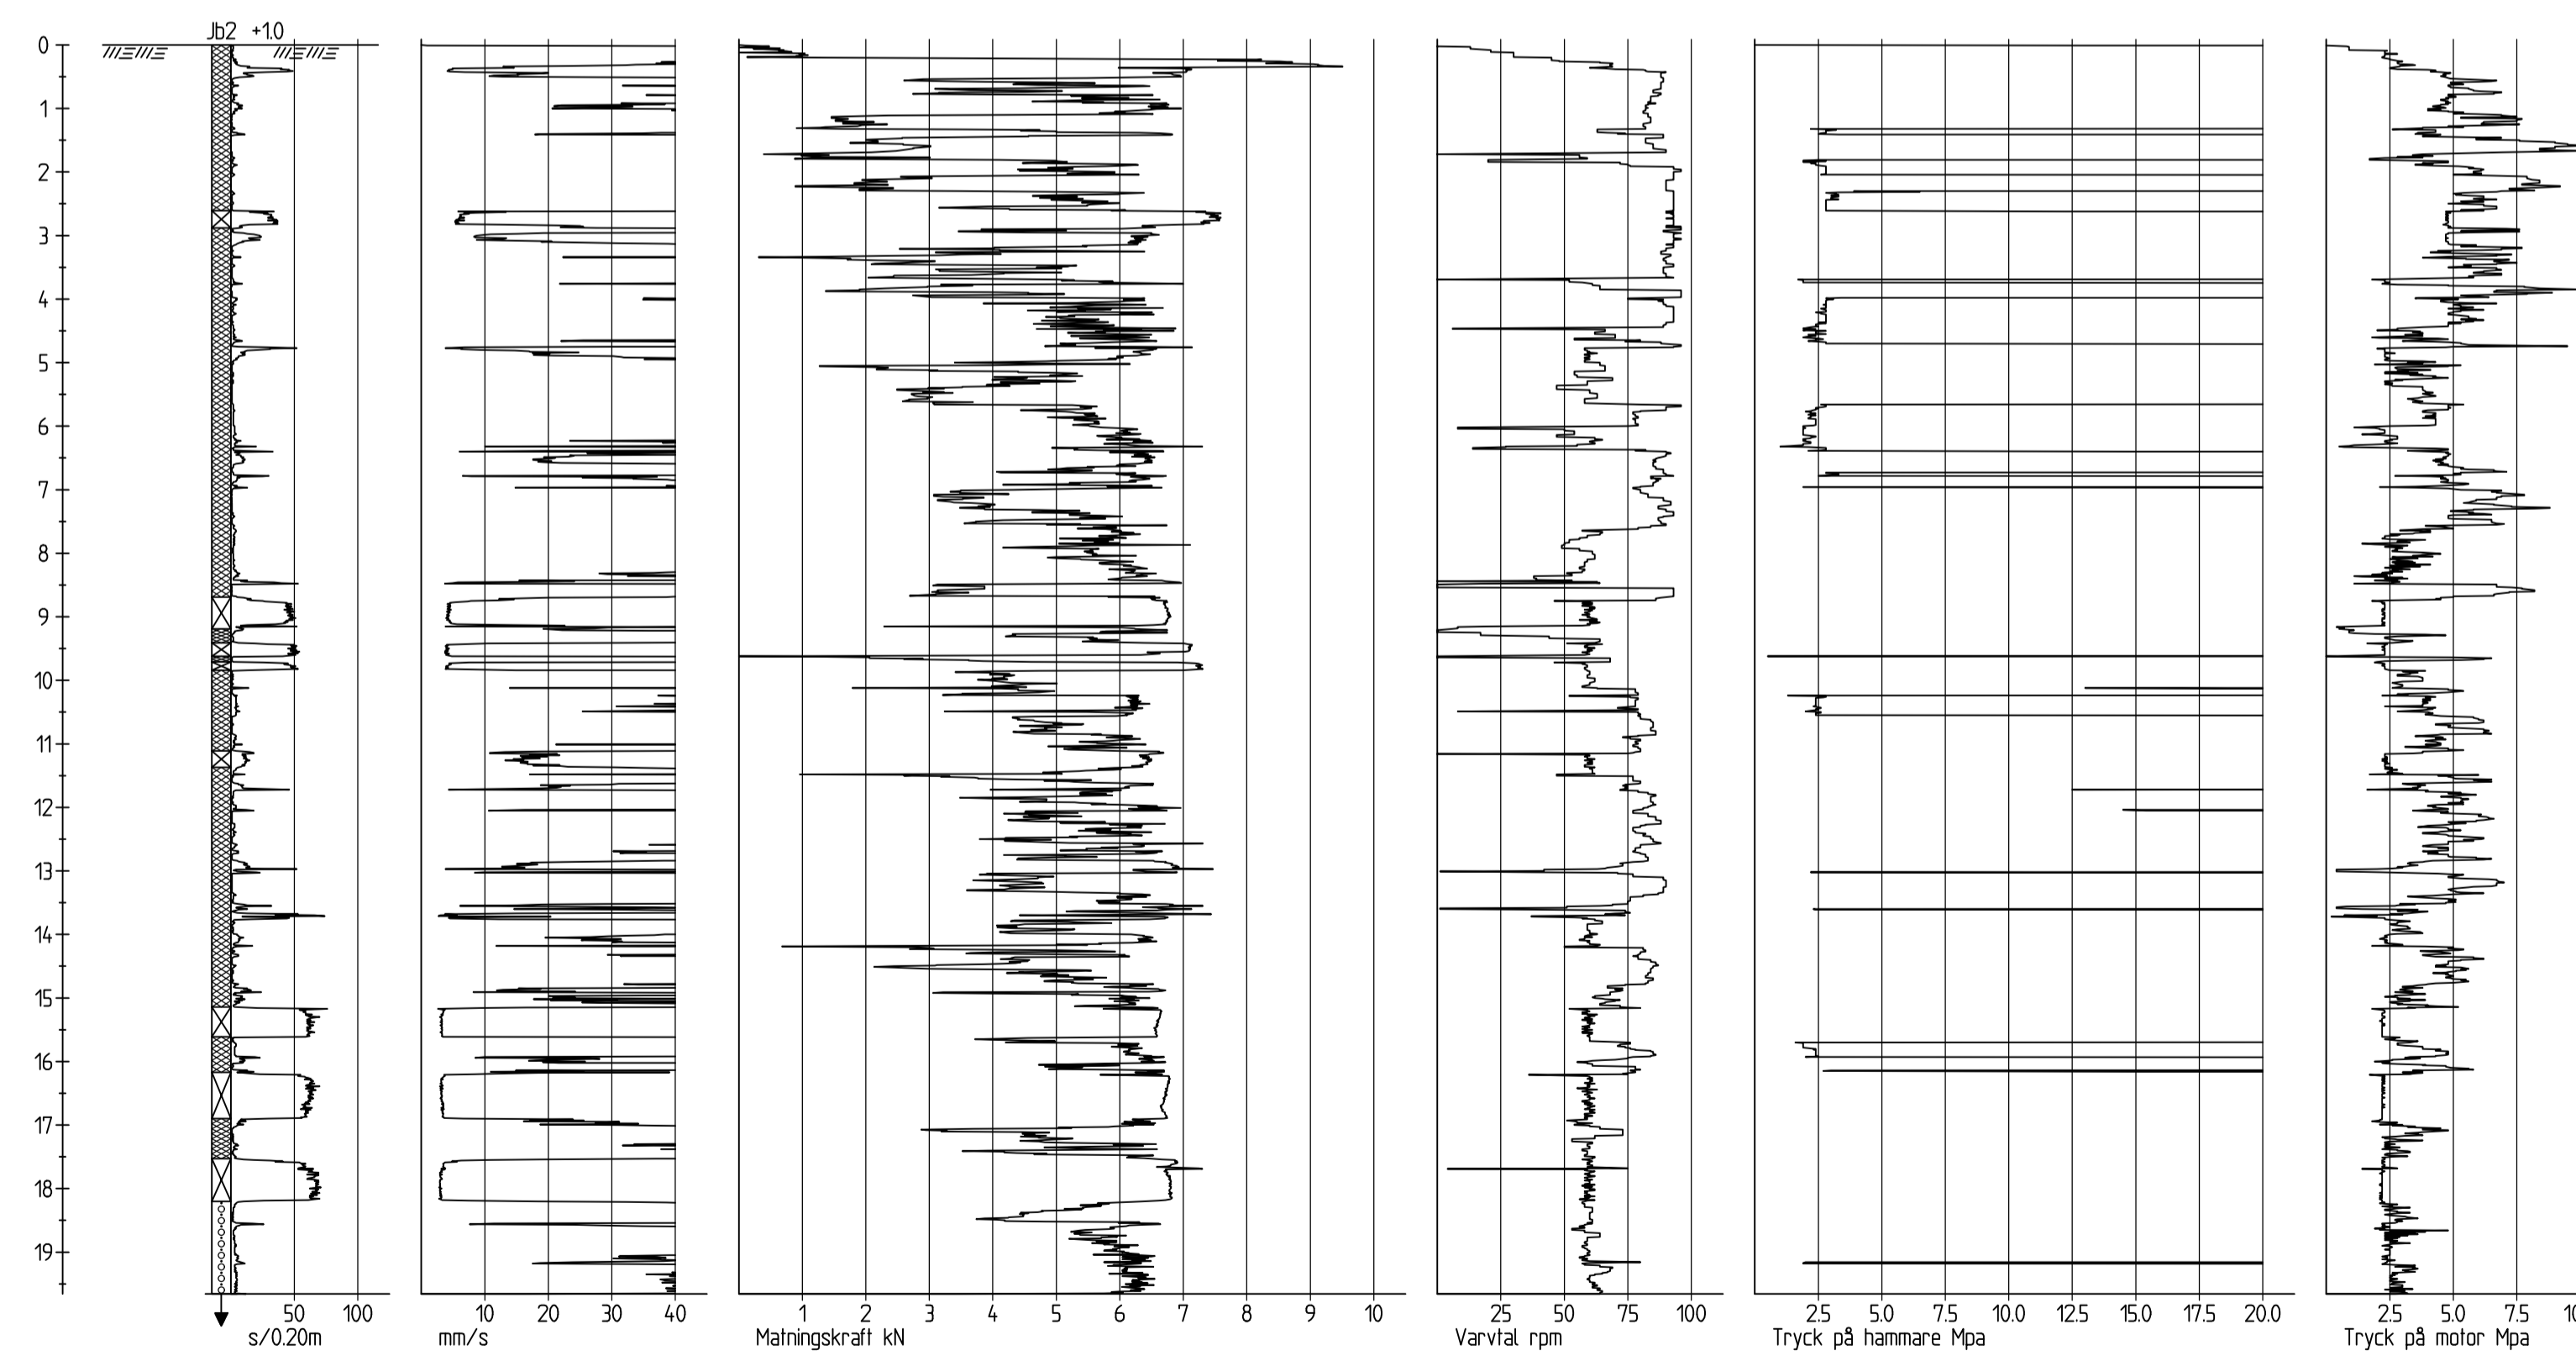 Jb2 +1.0
0
1
2
3
4
5
6
7
8
9
10
11
12
13
14
15
16
17
18
19
50 100
10 20 30 40
1 2 3 4 5 6 7 8 9 10
25 50 75 100
2.5 5.0 7.5 10.0 12.5 15.0 17.5 20.0
2.5 5.0 7.5
s/0.20m
mm/s
Matningskraft kN
Varvtal rpm
Tryck på hammare Mpa
Tryck på motor Mpa